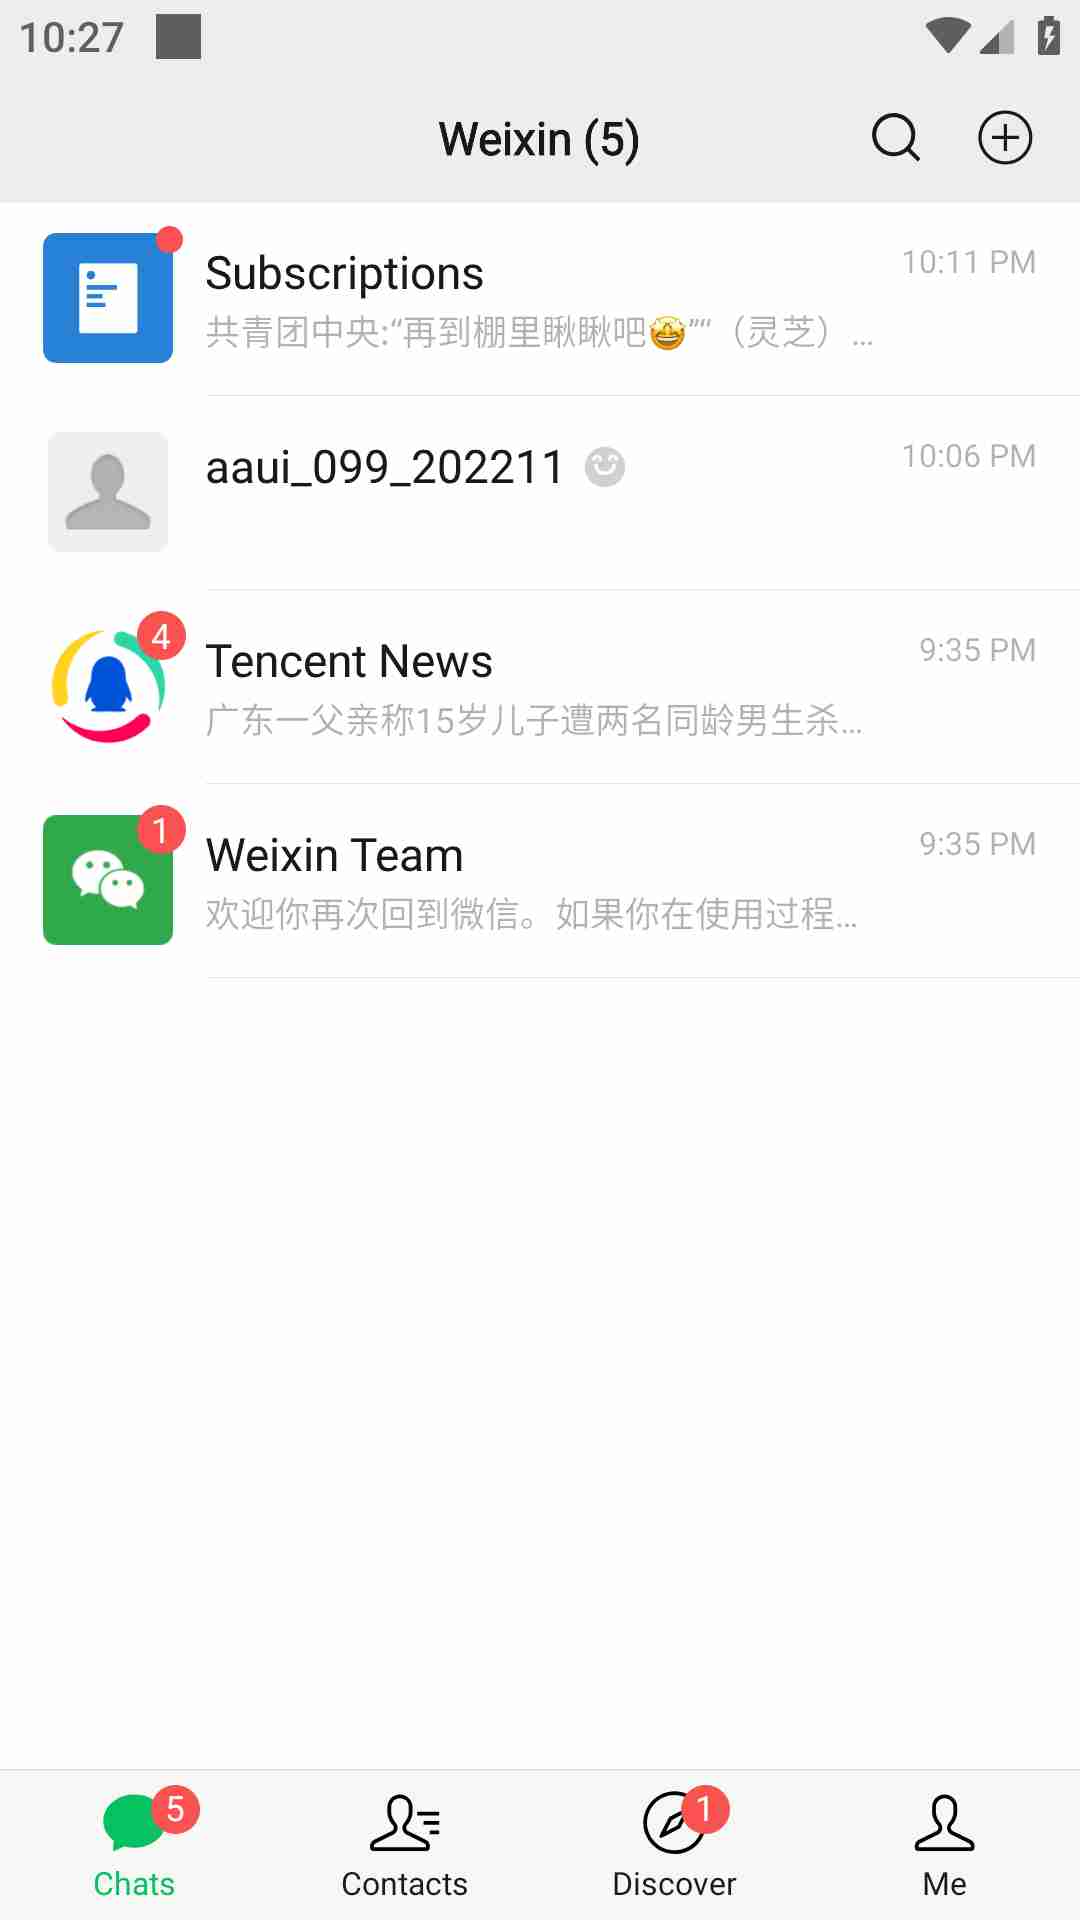 10:27
Weixin (5)
Subscriptions
10:11 PM
共青团中央:“再到棚里瞅瞅吧🤩”“（灵芝）...
aaui_099_202211
10:06 PM
4
Tencent News
9:35 PM
广东一父亲称15岁儿子遭两名同龄男生杀...
1
Weixin Team
9:35 PM
欢迎你再次回到微信。如果你在使用过程...
5
1
Chats
Contacts
Discover
Me